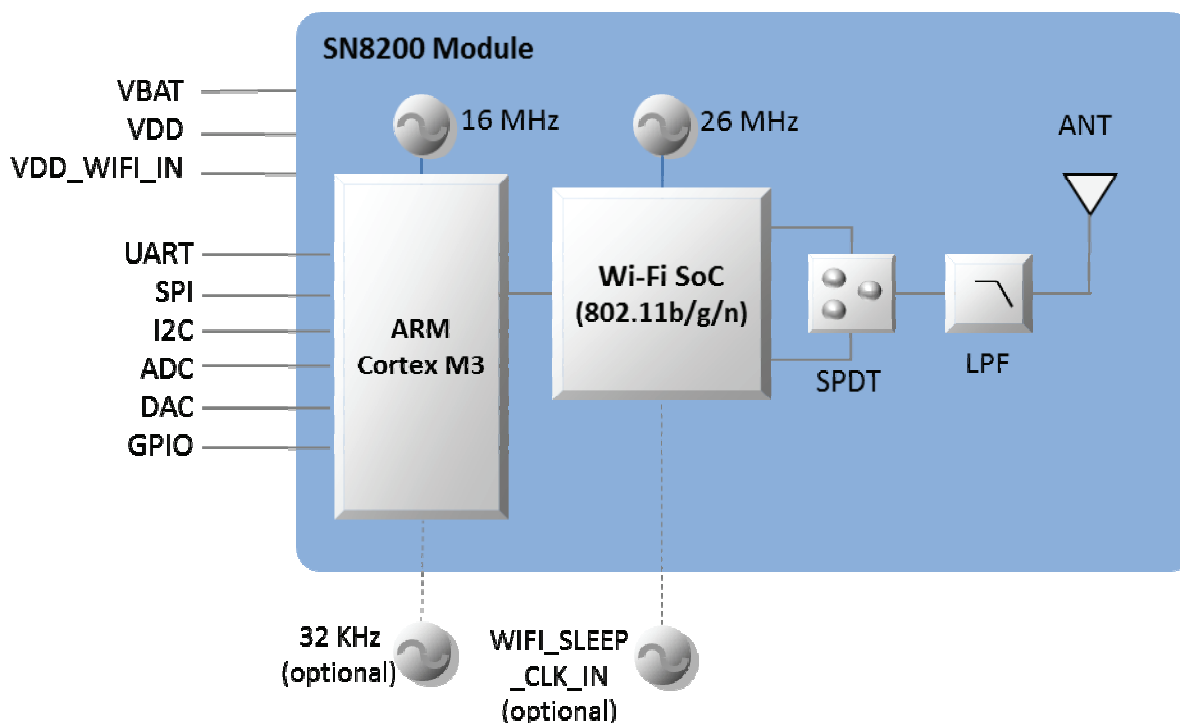 SN8200 Module
VBAT
VDD
VDD_WIFI_IN
16 MHz
26 MHz
ANT
UART
SPI
I2C
ADC
DAC
GPIO
ARM
Cortex M3
Wi-Fi SoC
(802.11b/g/n)
SPDT
LPF
32 KHz
(optional)
WIFI_SLEEP
_CLK_IN
(optional)